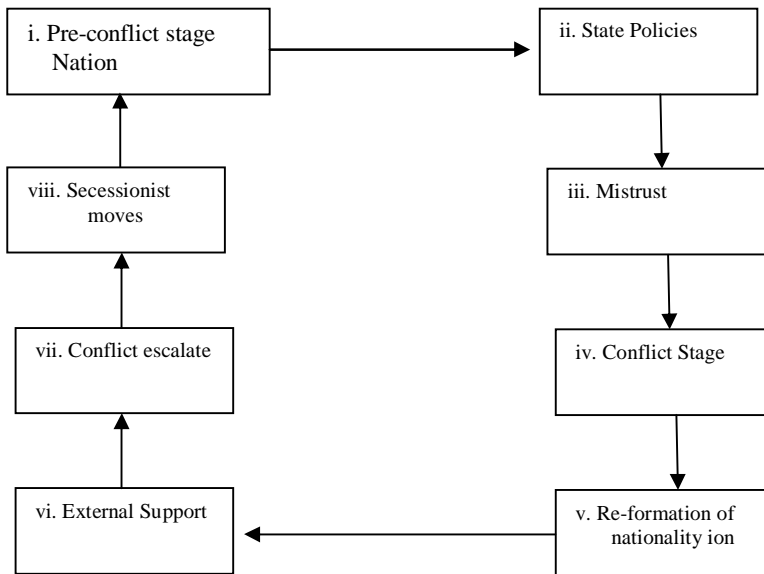 i. Pre-conflict stage
Nation
ii. State Policies
iii. Mistrust
iv. Conflict Stage
v. Re-formation of
nationality ion
vi. External Support
vii. Conflict escalate
viii. Secessionist
moves